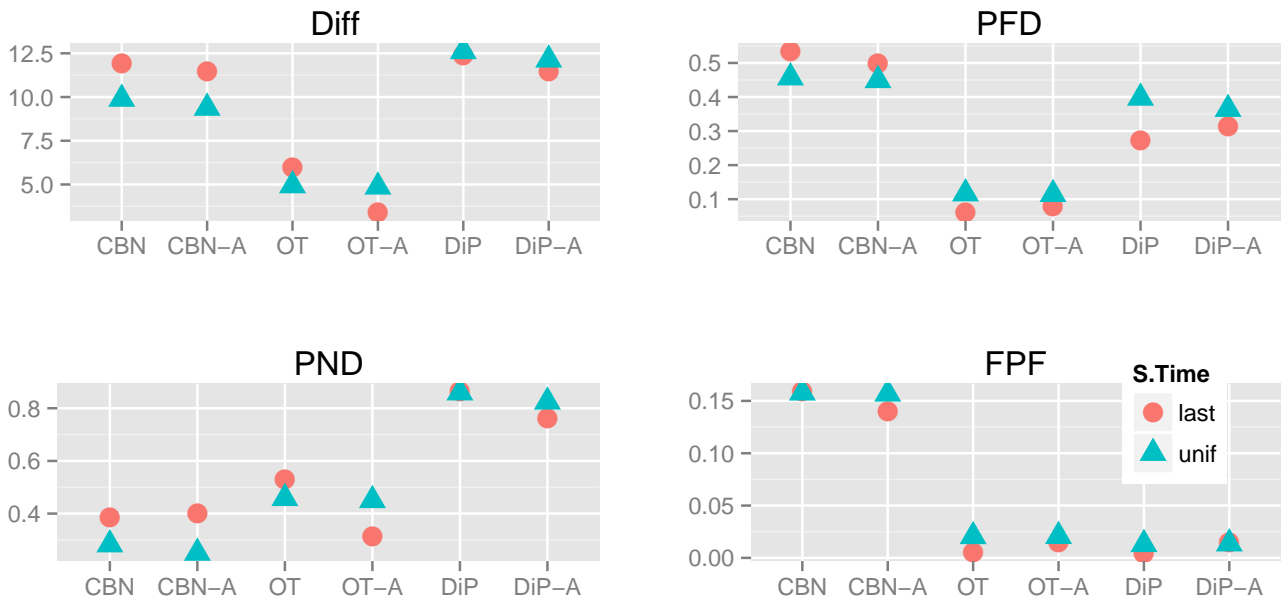 Diff
12.5
10.0
7.5
5.0
CBN CBN−A OT OT−A DiP DiP−A
PFD
0.5
0.4
0.3
0.2
0.1
CBN CBN−A OT OT−A DiP DiP−A
PND
0.8
0.6
0.4
CBN CBN−A OT OT−A DiP DiP−A
FPF
0.15
0.10
0.05
0.00
CBN CBN−A OT OT−A DiP DiP−A
S.Time
last
unif